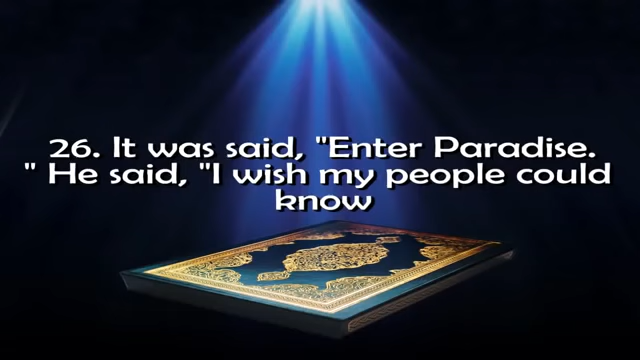 26. It was said, "Enter Paradise.
" He said, "I wish my people could
know